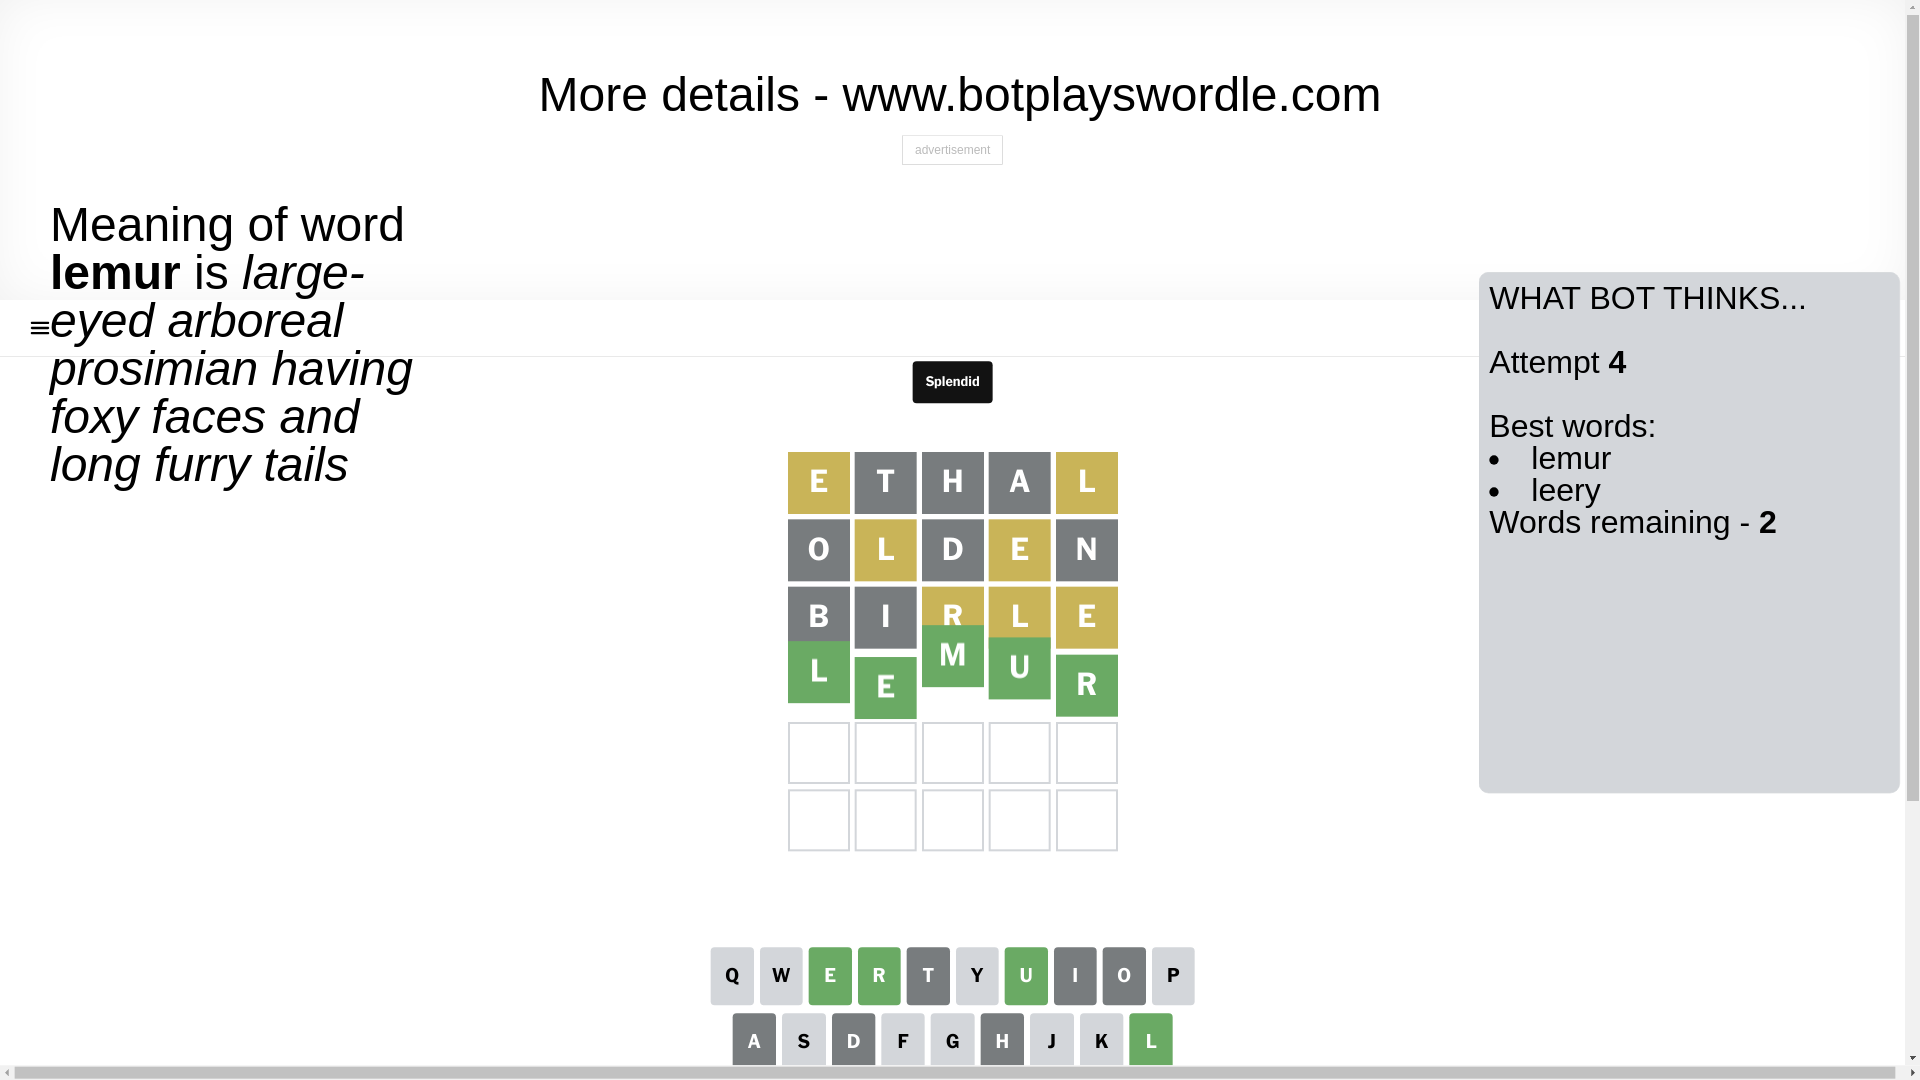 More details - www.botplayswordle.com
advertisement
Meaning of word
lemur is large-
eyed arboreal
prosimian having
foxy faces and
long furry tails
WHAT BOT THINKS...
Attempt 4
Best words:
• lemur
• leery
Words remaining - 2
Splendid
E T H A L
O L D E N
B I R L E
L E M U R
Q W E R T Y U I O P
A S D F G H J K L